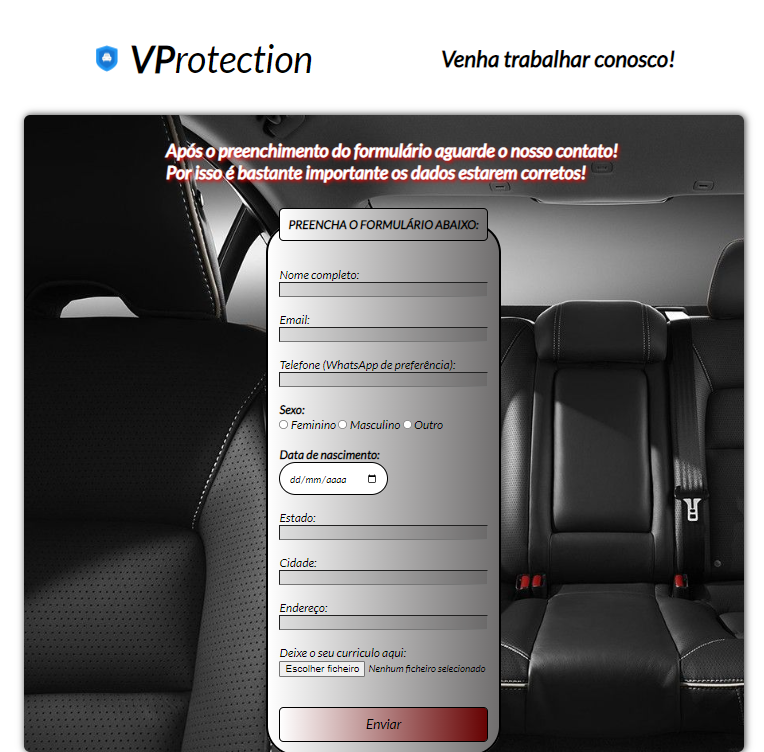 VProtection
Venha trabalhar conosco!
Após o preenchimento do formulário aguarde o nosso contato!
Por isso é bastante importante os dados estarem corretos!
PREENCHA O FORMULÁRIO ABAIXO:
Nome completo:
Email:
Telefone (WhatsApp de preferência):
Sexo:
Feminino Masculino Outro
Data de nascimento:
dd/mm/aaaa
Estado:
Cidade:
Endereço:
Deixe o seu curriculo aqui:
Escolher ficheiro Nenhum ficheiro selecionado
Enviar